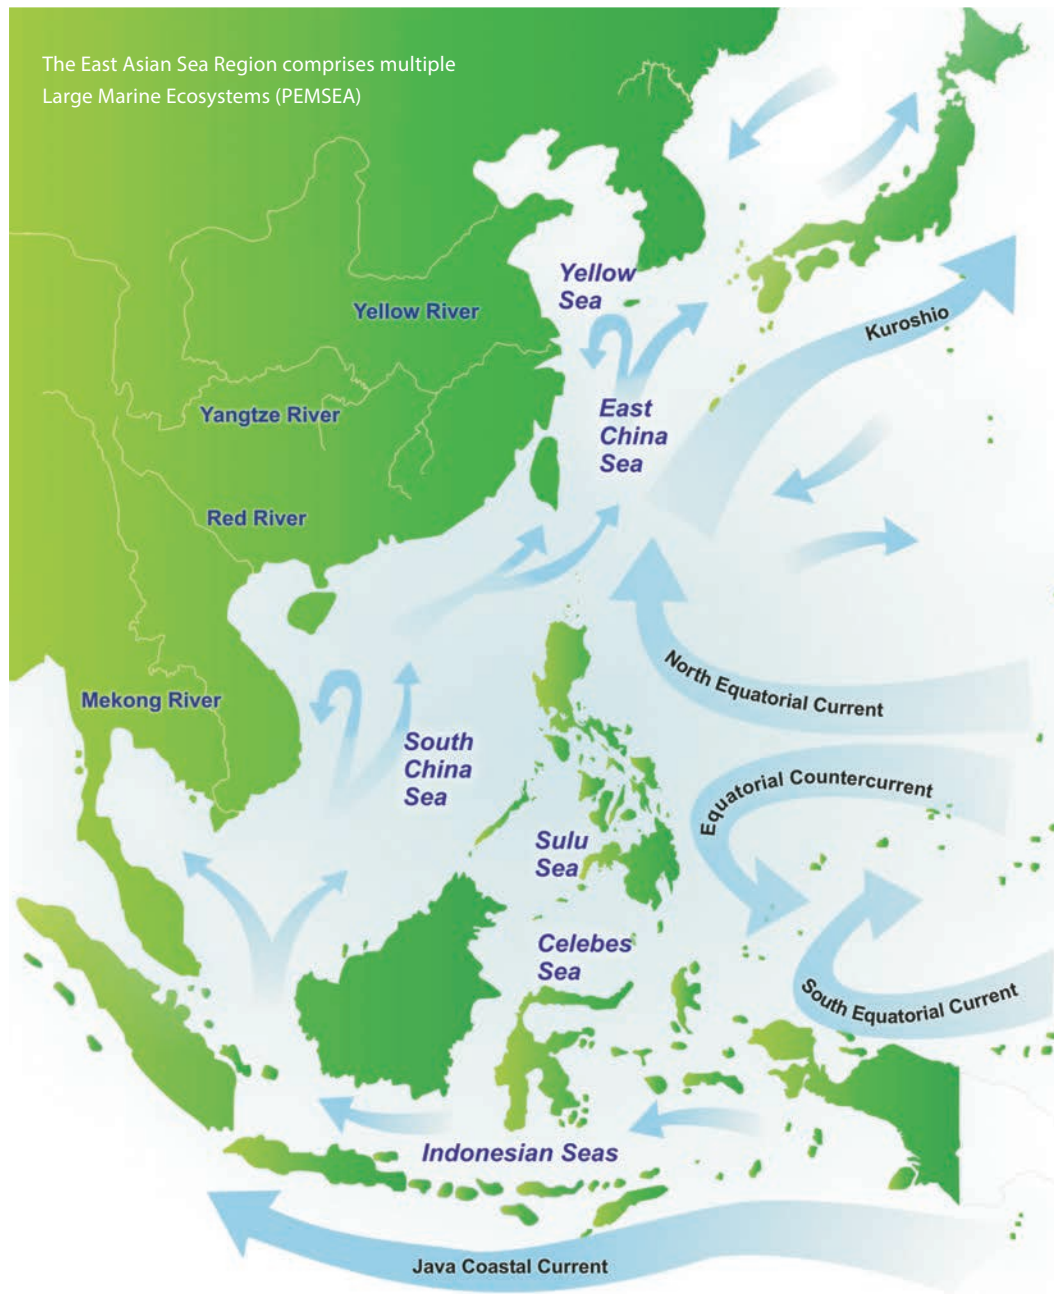 The East Asian Sea Region comprises multiple
Large Marine Ecosystems (PEMSEA)
Yellow
Sea
Yellow River
Kuroshio
Yangtze River
East
China
Sea
Red River
North Equatorial Current
Mekong River
South
China
Sea
Equatorial Countercurrent
Sulu
Sea
Celebes
Sea
South Equatorial Current
Indonesian Seas
Java Coastal Current